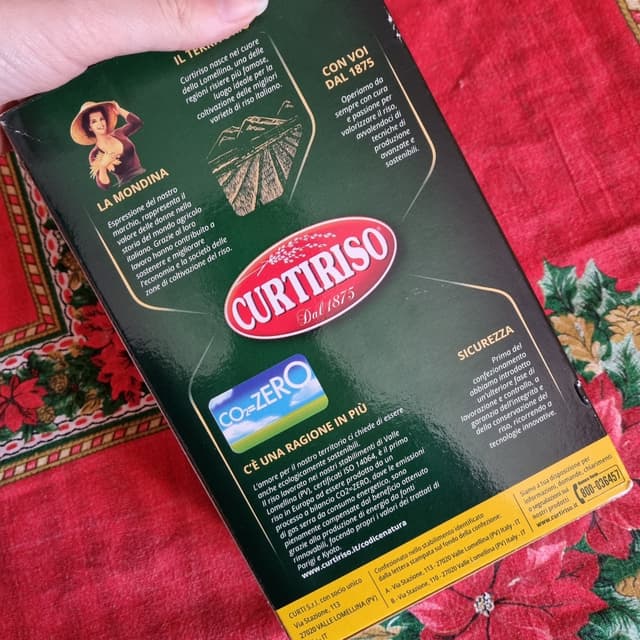 IL TERRITORIO
Curtiriso nasce nel cuore
della Lomellina, una delle
regioni risiere più famose,
luogo ideale per la
coltivazione delle migliori
varietà di riso italiano.
CON VOI
DAL 1875
Operiamo da
sempre con cura
e passione per
valorizzare il riso,
avvalendoci di
tecniche di
produzione
avanzate e
sostenibili.
LA MONDINA
Espressione del nostro
marchio, rappresenta il
valore delle donne nella
storia del mondo agricolo
italiano. Grazie al loro
lavoro hanno contribuito a
sostenere e migliorare
l'economia e la società delle
zone di coltivazione del riso.
CURTIRISO
Dal 1875
SICUREZZA
Prima del
confezionamento
abbiamo introdotto
un'ulteriore fase di
lavorazione e controllo, a
garanzia dell'integrità e
della conservazione del
riso, ricorrendo a
tecnologie innovative.
CO2=ZERO
C'È UNA RAGIONE IN PIÙ
L'amore per il nostro territorio ci chiede di essere
anche ecologicamente sostenibili.
Il riso lavorato nei nostri stabilimenti di Valle
Lomellina (PV), certificati ISO 14064, è il primo
riso in Europa ad essere prodotto da un
processo a bilancio CO2=ZERO, dove le emissioni
di gas serra da consumo energetico, sono
pienamente compensate dal beneficio ottenuto
grazie alla produzione di energia da fonti
rinnovabili, facendo propri i valori dei trattati di
Parigi e Kyoto.
www.curtiriso.it/codicenatura
CURTI S.r.l. con socio unico
Via Stazione, 113
27020 VALLE LOMELLINA (PV)
- IT
Confezionato nello stabilimento identificato
dalla lettera stampata sul fondo della confezione:
A - Via Stazione, 113 - 27020 Valle Lomellina (PV) Italy - IT
B - Via Stazione, 110 - 27020 Valle Lomellina (PV) Italy - IT
Siamo a tua disposizione per
informazioni, domande, chiarimenti
o segnalazioni sui
nostri prodotti
www.curtiriso.it
800-036457